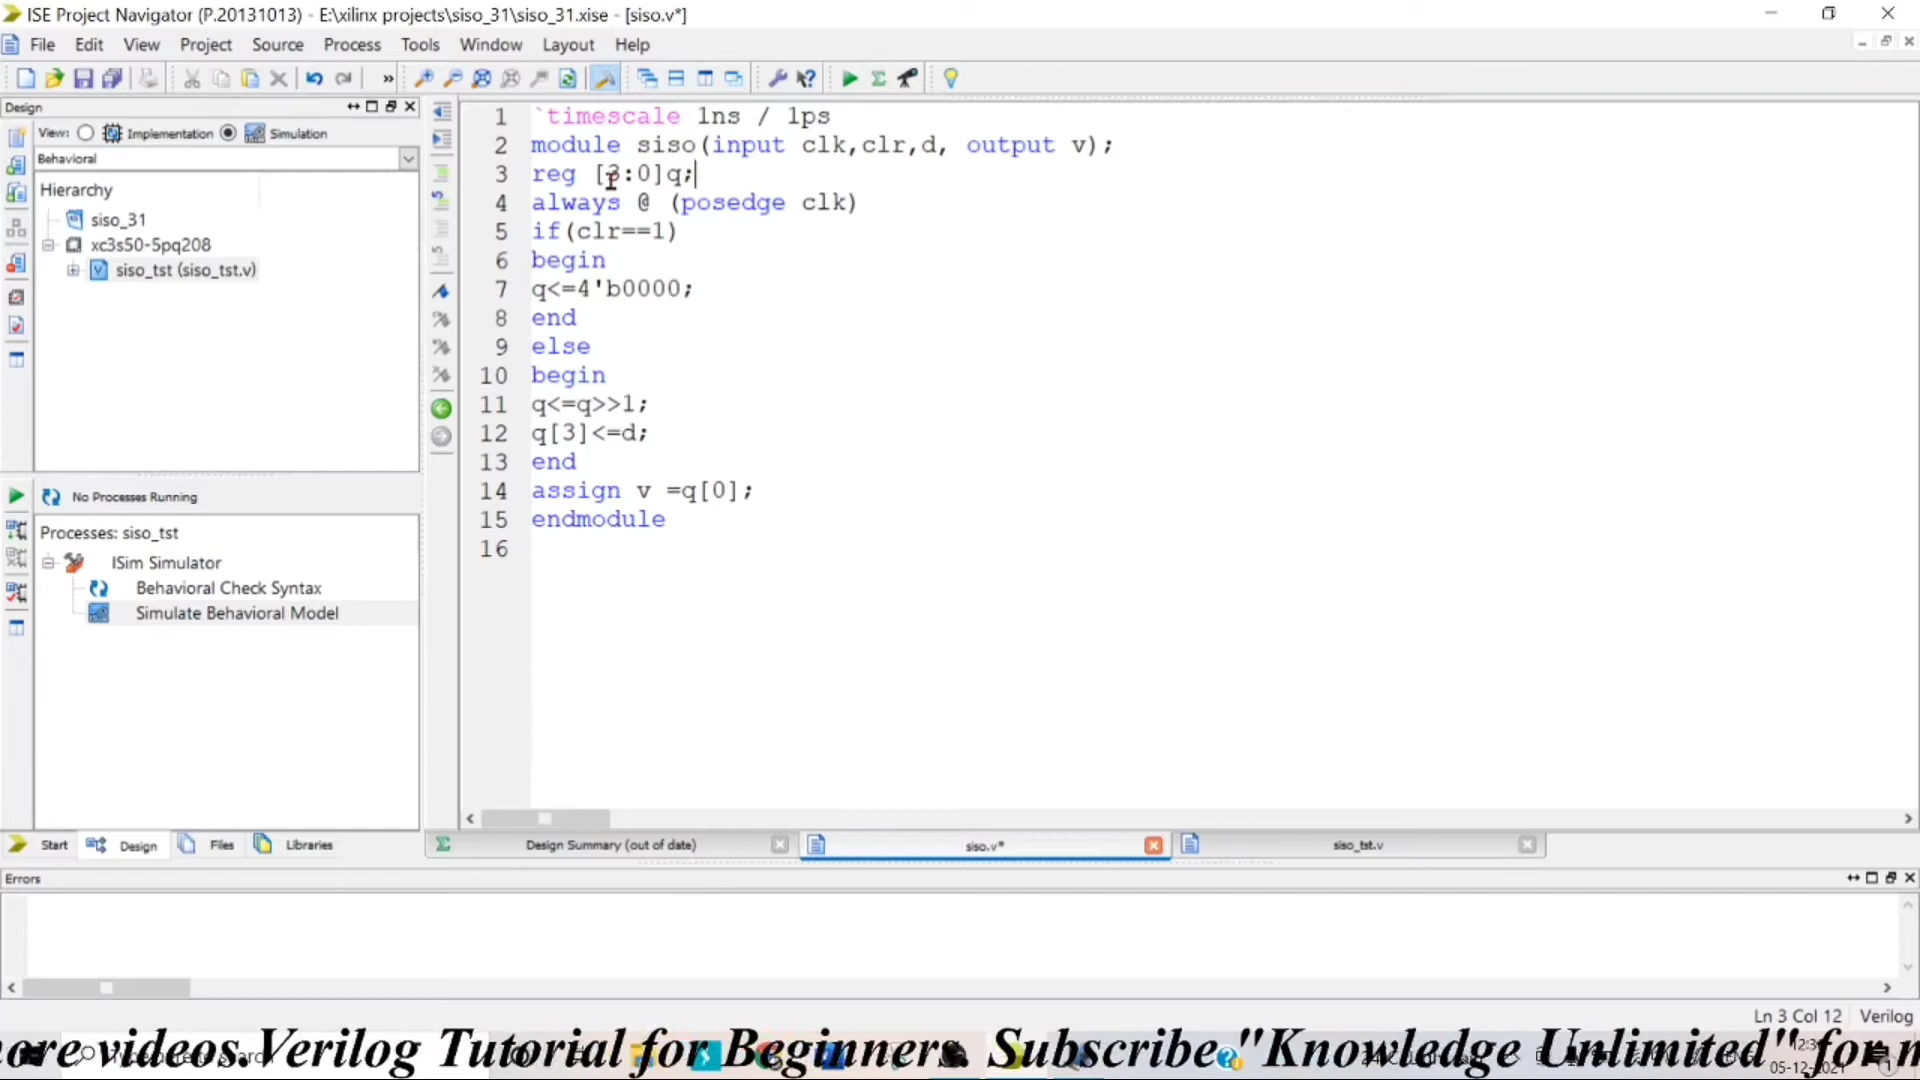 ISE Project Navigator (P.20131013) - E:\xilinx projects\siso_31\siso_31.xise - [siso.v*]
File Edit View Project Source Process Tools Window Layout Help
Design
View: Implementation Simulation
Behavioral
Hierarchy
siso_31
xc3s50-5pq208
siso_tst (siso_tst.v)
No Processes Running
Processes: siso_tst
ISim Simulator
Behavioral Check Syntax
Simulate Behavioral Model
Start Design Files Libraries
1 `timescale 1ns / 1ps
2 module siso(input clk,clr,d, output v);
3 reg [3:0]q;
4 always @ (posedge clk)
5 if(clr==1)
6 begin
7 q<=4'b0000;
8 end
9 else
10 begin
11 q<=q>>1;
12 q[3]<=d;
13 end
14 assign v =q[0];
15 endmodule
16
Design Summary (out of date) siso.v* siso_tst.v
Errors
Ln 3 Col 12 Verilog
more videos.Verilog Tutorial for Beginners. Subscribe "Knowledge Unlimited" for